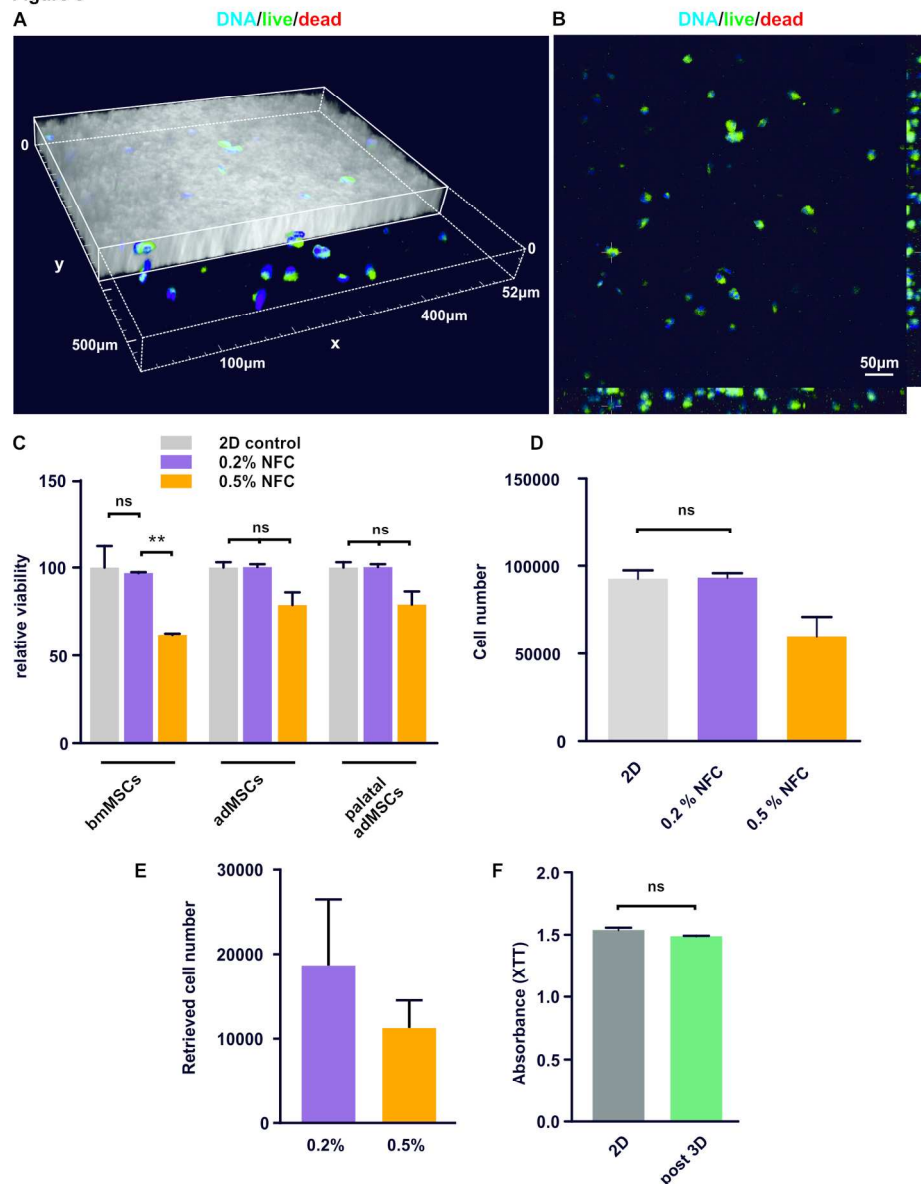 A
DNA/live/dead
B
DNA/live/dead
0
y
500µm
100µm
x
400µm
52µm
0
50µm
C
2D control
0.2% NFC
0.5% NFC
relative viability
150
100
50
0
ns
**
ns
ns
bmMSCs
adMSCs
palatal
adMSCs
D
Cell number
150000
100000
50000
0
ns
2D
0.2 % NFC
0.5 % NFC
E
Retrieved cell number
30000
20000
10000
0
0.2%
0.5%
F
Absorbance (XTT)
2.0
1.5
1.0
0.5
0.0
ns
2D
post 3D